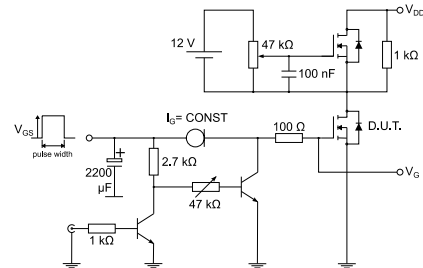 V_DD
12 V
47 kΩ
1 kΩ
100 nF
I_G= CONST
D.U.T.
V_GS
pulse width
100 Ω
2.7 kΩ
2200
μF
V_G
47 kΩ
1 kΩ